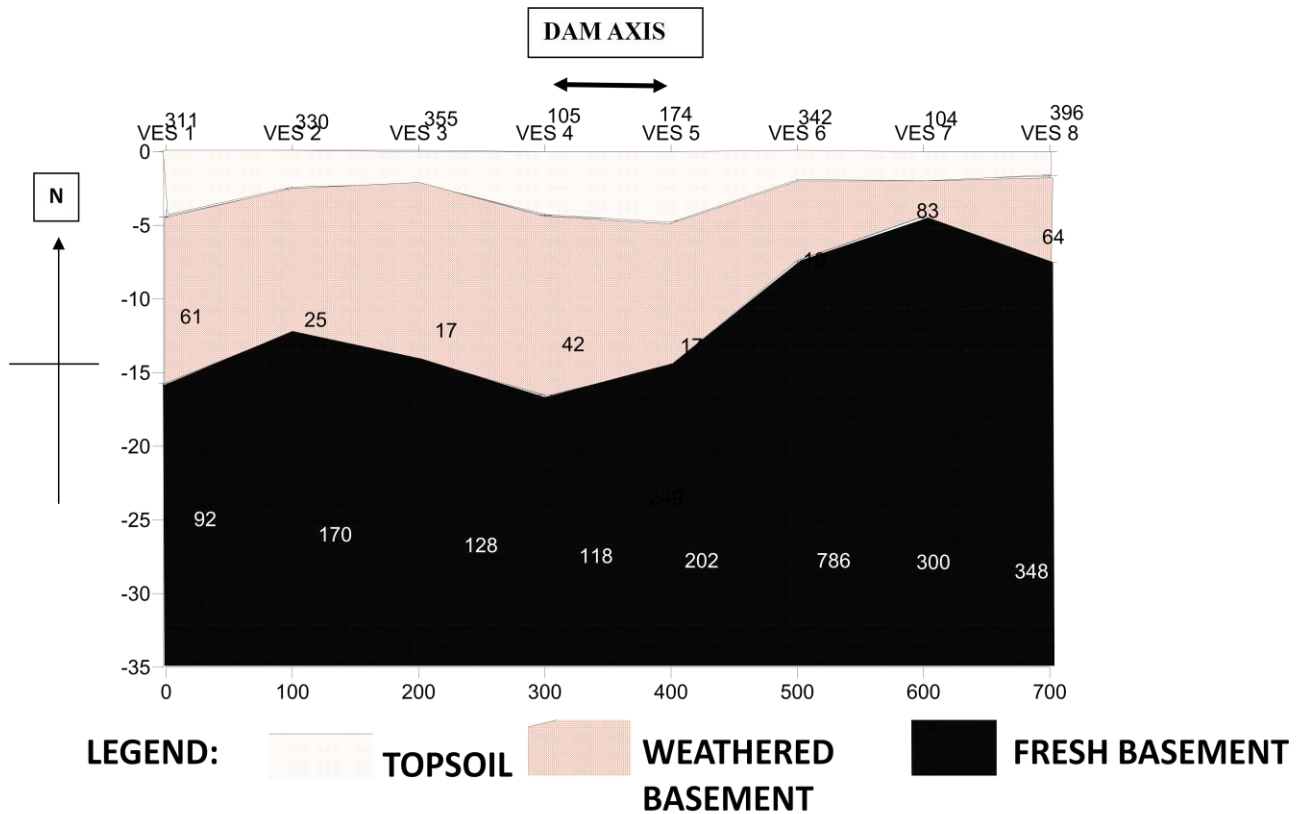 DAM AXIS
311 330 355 105 174 342 104 396
VES 1 VES 2 VES 3 VES 4 VES 5 VES 6 VES 7 VES 8
0
N
-5
83
64
18
-10
61 25 17 42 17
-15
-20
349
-25
92 170 128 118 202 786 300 348
-30
-35
0 100 200 300 400 500 600 700
LEGEND: TOPSOIL WEATHERED BASEMENT FRESH BASEMENT